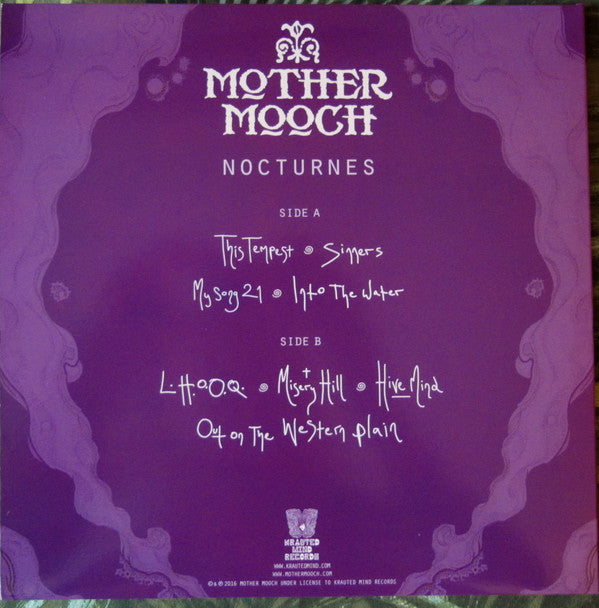 MOTHER
MOOCH
NOCTURNES
SIDE A
This Tempest Sinners
My Song 21 Into The Water
SIDE B
L.H.O.O.Q. Misery Hill Hive Mind
Out on The Western Plain
KRAUTED
MIND
RECORDS
WWW.KRAUTEDMIND.COM
WWW.MOTHERMOOCH.COM
©&℗2016 MOTHER MOOCH UNDER LICENSE TO KRAUTED MIND RECORDS